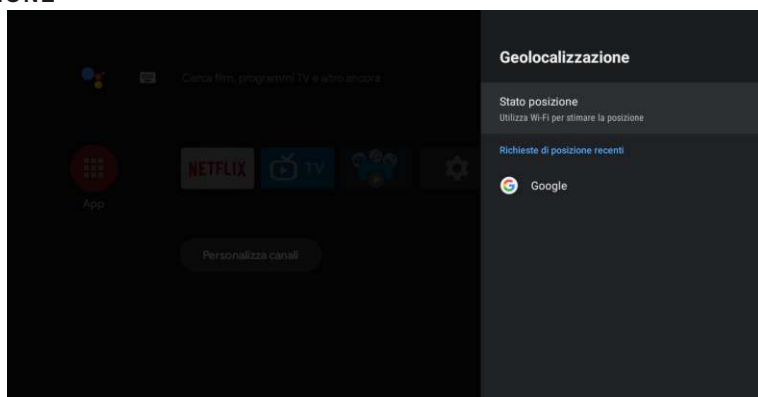 Geolocalizzazione
Cerca film, programmi TV e altro ancora
Stato posizione
Utilizza Wi-Fi per stimare la posizione
Richieste di posizione recenti
NETFLIX
TV
Google
App
Personalizza canali